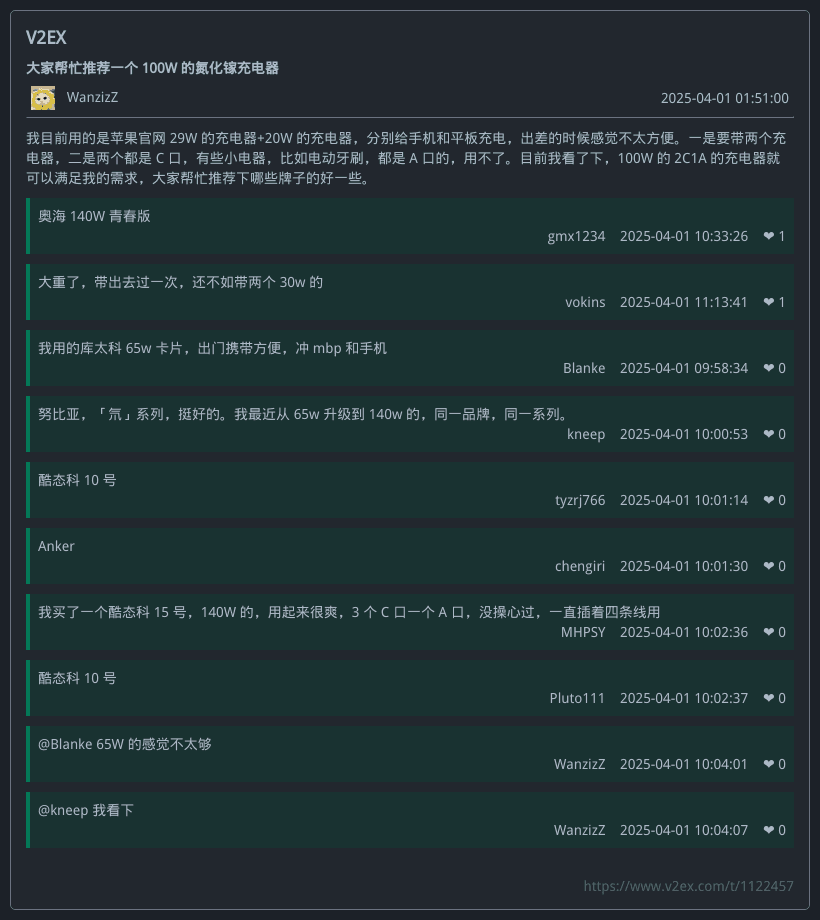 V2EX
大家帮忙推荐一个 100W 的氮化镓充电器
WanzizZ 2025-04-01 01:51:00
我目前用的是苹果官网 29W 的充电器+20W 的充电器，分别给手机和平板充电，出差的时候感觉不太方便。一是要带两个充
电器，二是两个都是 C 口，有些小电器，比如电动牙刷，都是 A 口的，用不了。目前我看了下，100W 的 2C1A 的充电器就
可以满足我的需求，大家帮忙推荐下哪些牌子的好一些。
奥海 140W 青春版
gmx1234 2025-04-01 10:33:26 ❤ 1
大重了，带出去过一次，还不如带两个 30w 的
vokins 2025-04-01 11:13:41 ❤ 1
我用的库太科 65w 卡片，出门携带方便，冲 mbp 和手机
Blanke 2025-04-01 09:58:34 ❤ 0
努比亚，「氘」系列，挺好的。我最近从 65w 升级到 140w 的，同一品牌，同一系列。
kneep 2025-04-01 10:00:53 ❤ 0
酷态科 10 号
tyzrj766 2025-04-01 10:01:14 ❤ 0
Anker
chengiri 2025-04-01 10:01:30 ❤ 0
我买了一个酷态科 15 号，140W 的，用起来很爽，3 个 C 口一个 A 口，没操心过，一直插着四条线用
MHPSY 2025-04-01 10:02:36 ❤ 0
酷态科 10 号
Pluto111 2025-04-01 10:02:37 ❤ 0
@Blanke 65W 的感觉不太够
WanzizZ 2025-04-01 10:04:01 ❤ 0
@kneep 我看下
WanzizZ 2025-04-01 10:04:07 ❤ 0
https://www.v2ex.com/t/1122457